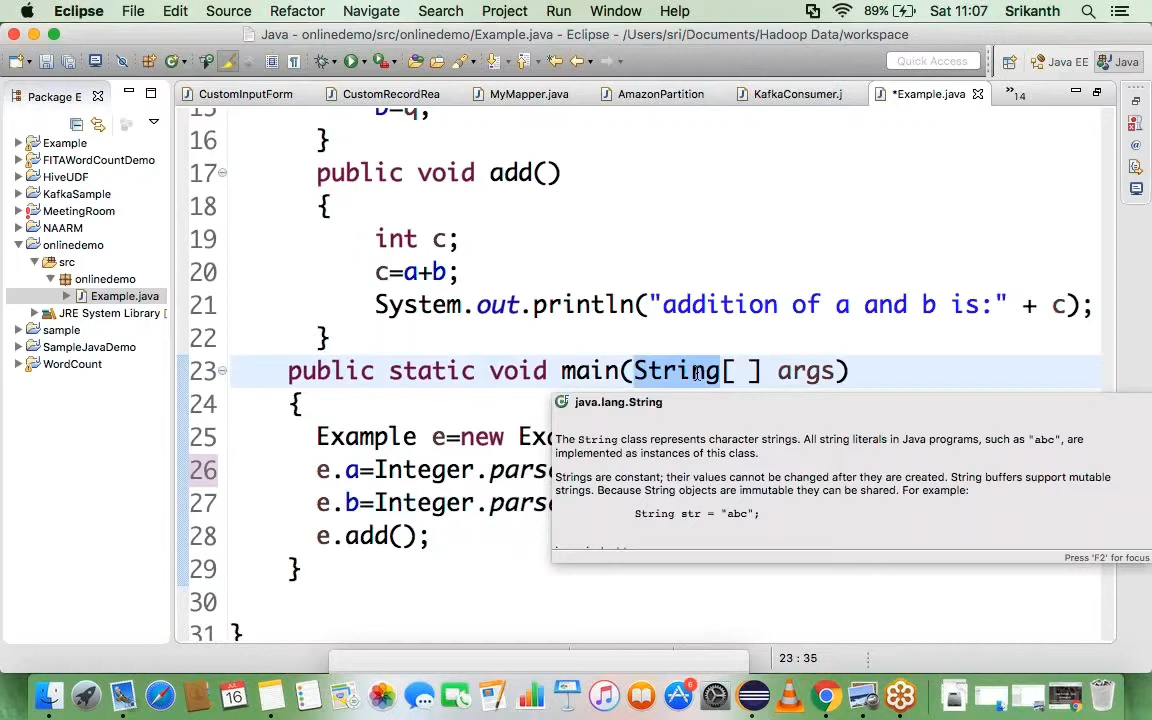 Eclipse File Edit Source Refactor Navigate Search Project Run Window Help 89% Sat 11:07 Srikanth
Java - onlinedemo/src/onlinedemo/Example.java - Eclipse - /Users/sri/Documents/Hadoop Data/workspace
Quick Access Java EE Java
Package E CustomInputForm CustomRecordRea MyMapper.java AmazonPartition KafkaConsumer.j *Example.java 14
Example
FITAWordCountDemo
HiveUDF
KafkaSample
MeetingRoom
NAARM
onlinedemo
src
onlinedemo
Example.java
JRE System Library [
sample
SampleJavaDemo
WordCount
15 b=q;
16 }
17 public void add()
18 {
19 int c;
20 c=a+b;
21 System.out.println("addition of a and b is:" + c);
22 }
23 public static void main(String[ ] args)
24 {
25 Example e=new Exa
26 e.a=Integer.parse
27 e.b=Integer.parse
28 e.add();
29 }
30
31 }
java.lang.String
The String class represents character strings. All string literals in Java programs, such as "abc", are
implemented as instances of this class.
Strings are constant; their values cannot be changed after they are created. String buffers support mutable
strings. Because String objects are immutable they can be shared. For example:
String str = "abc";
Press 'F2' for focus
23 : 35
16
6